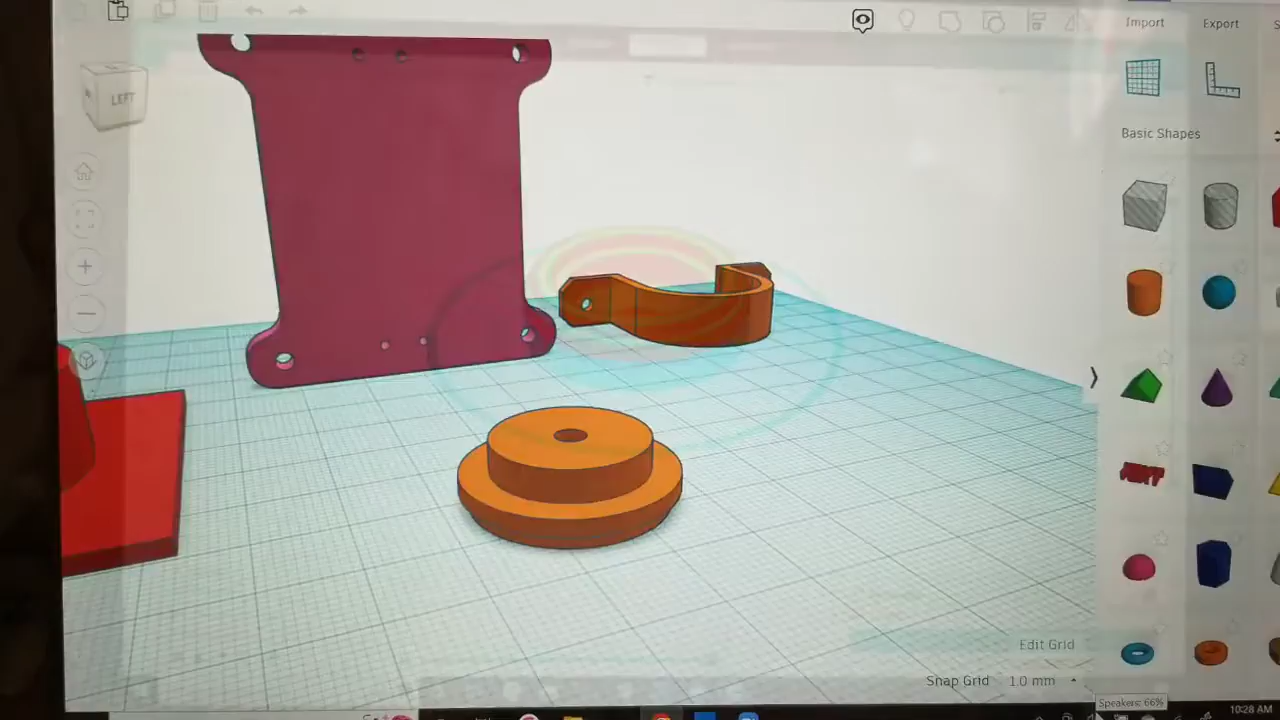 Import
Export
LEFT
Basic Shapes
Edit Grid
Snap Grid 1.0 mm
Speakers: 66%
10:28 AM